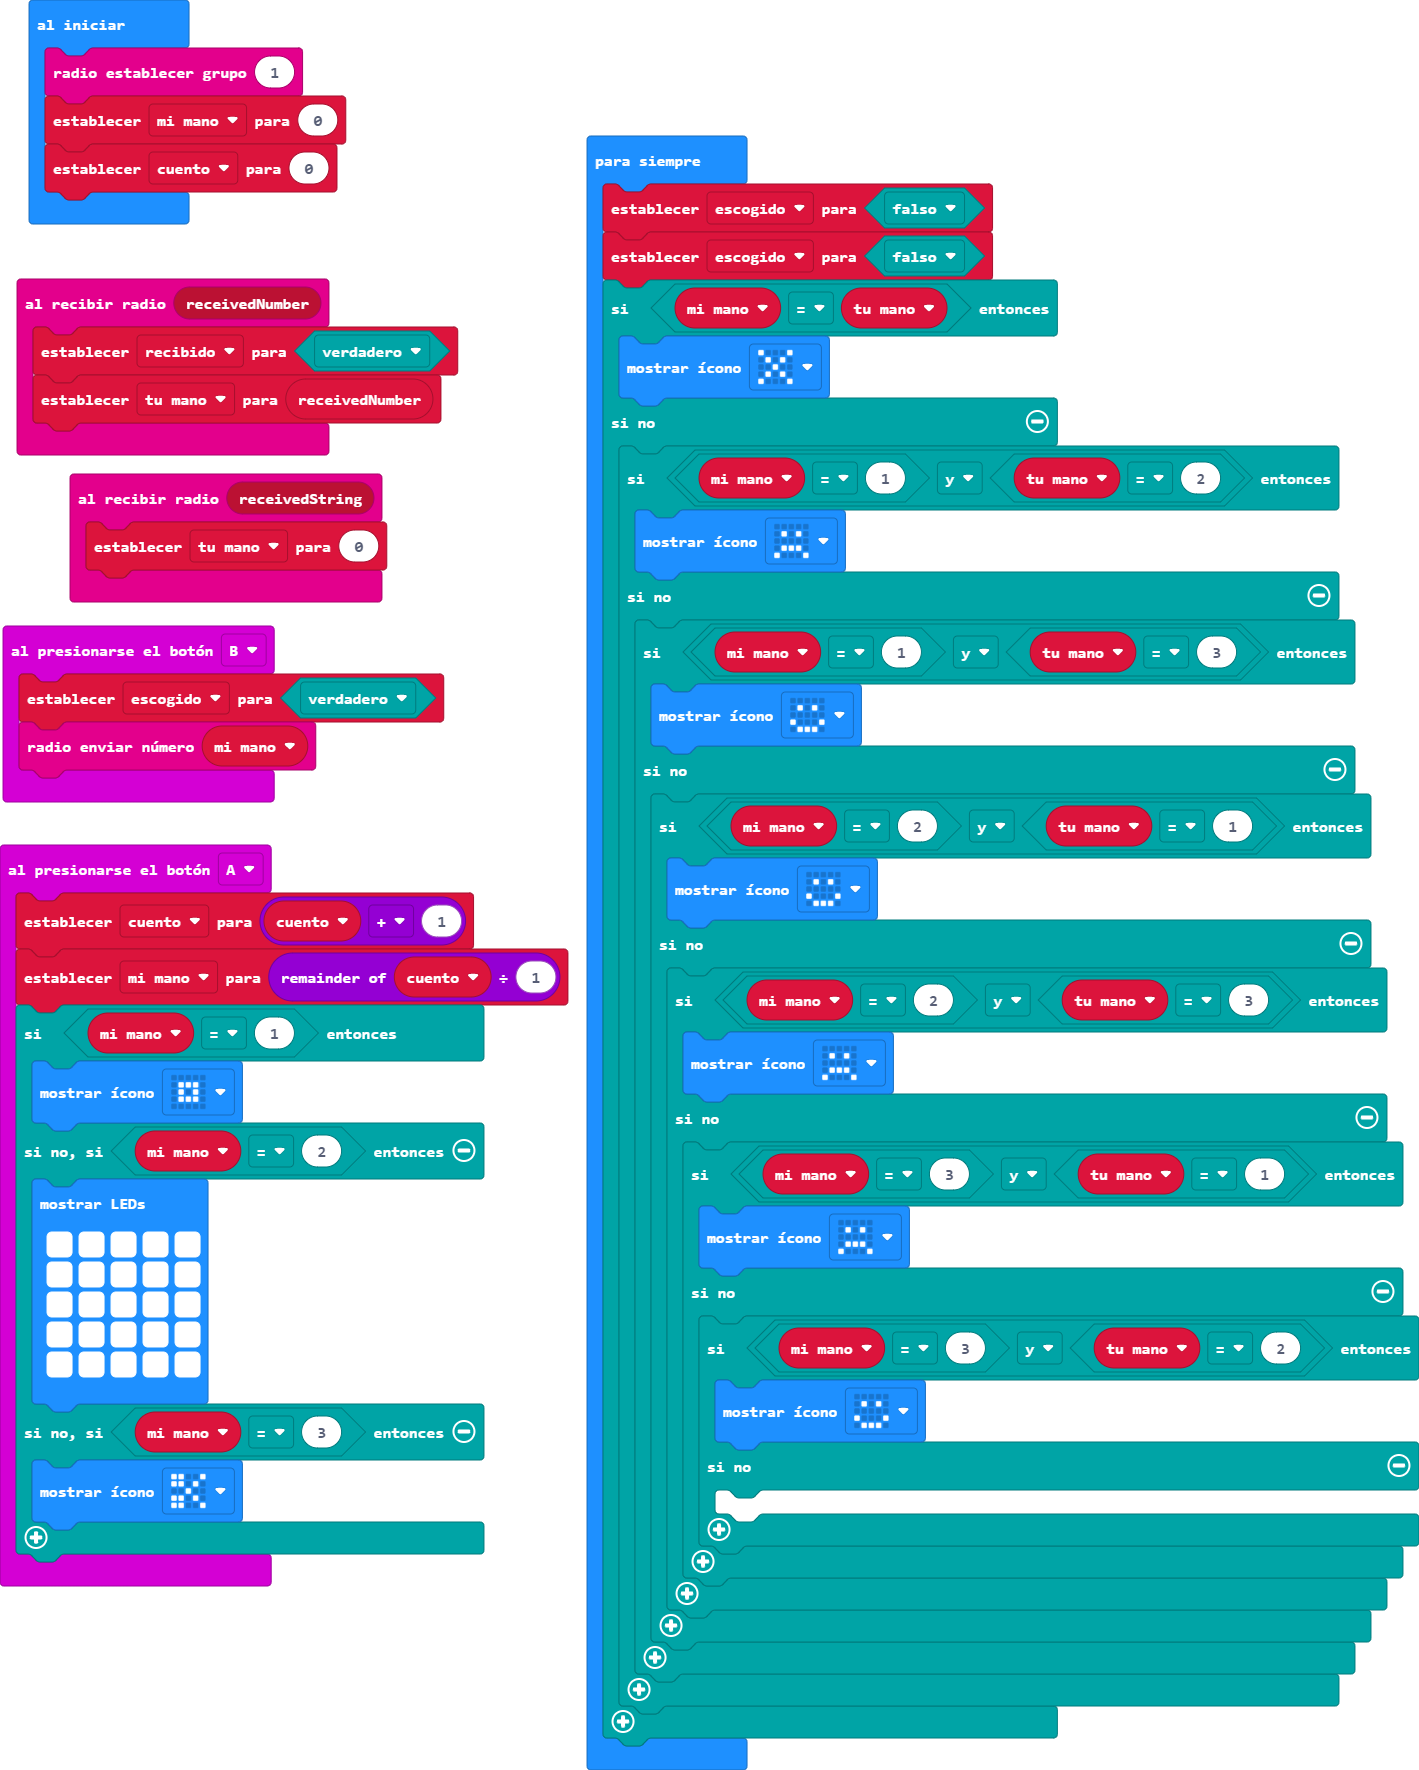 al iniciar
radio establecer grupo 1
establecer mi mano para 0
establecer cuento para 0
al recibir radio receivedNumber
establecer recibido para verdadero
establecer tu mano para receivedNumber
al recibir radio receivedString
establecer tu mano para 0
al presionarse el botón B
establecer escogido para verdadero
radio enviar número mi mano
al presionarse el botón A
establecer cuento para cuento + 1
establecer mi mano para remainder of cuento ÷ 1
si mi mano = 1 entonces
mostrar ícono
si no, si mi mano = 2 entonces
mostrar LEDs
si no, si mi mano = 3 entonces
mostrar ícono
para siempre
establecer escogido para falso
establecer escogido para falso
si mi mano = tu mano entonces
mostrar ícono
si no
si mi mano = 1 y tu mano = 2 entonces
mostrar ícono
si no
si mi mano = 1 y tu mano = 3 entonces
mostrar ícono
si no
si mi mano = 2 y tu mano = 1 entonces
mostrar ícono
si no
si mi mano = 2 y tu mano = 3 entonces
mostrar ícono
si no
si mi mano = 3 y tu mano = 1 entonces
mostrar ícono
si no
si mi mano = 3 y tu mano = 2 entonces
mostrar ícono
si no